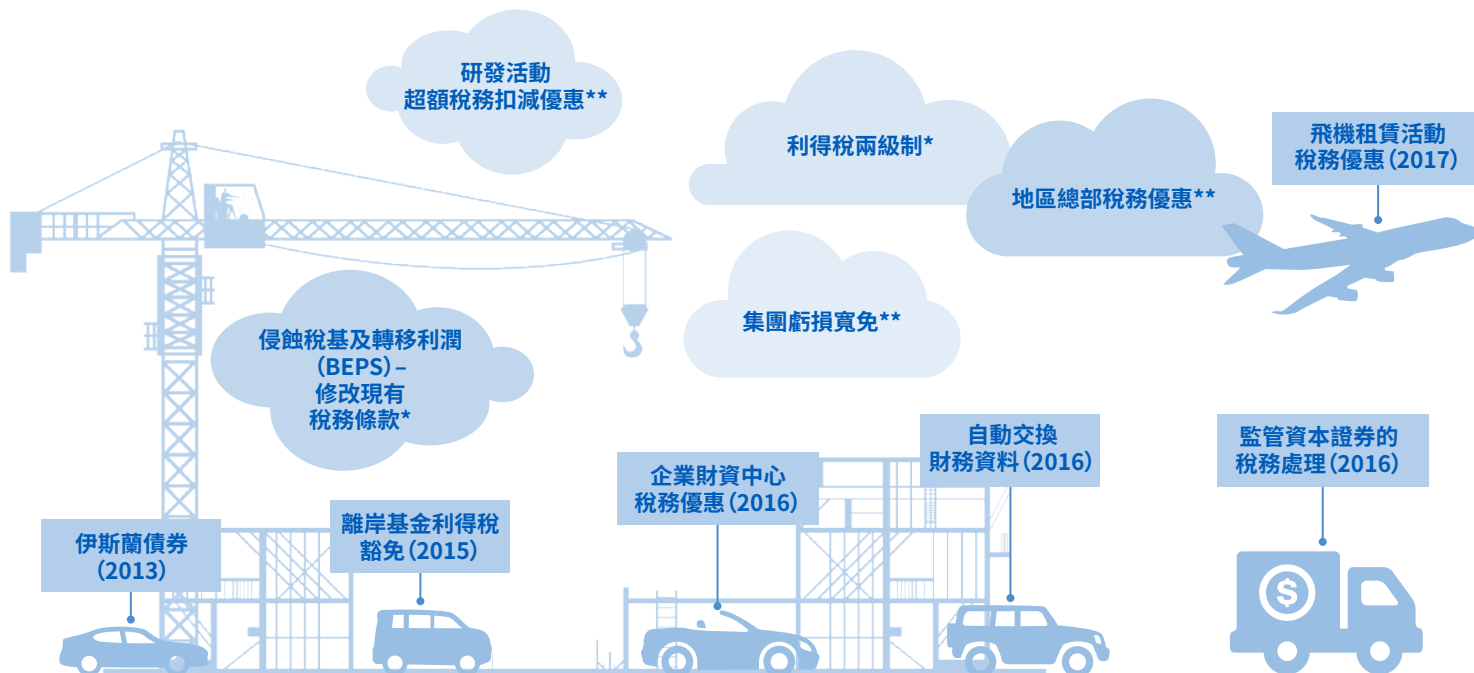 研發活動
超額稅務扣減優惠**
利得稅兩級制*
飛機租賃活動
稅務優惠(2017)
地區總部稅務優惠**
集團虧損寬免**
侵蝕稅基及轉移利潤
(BEPS)–
修改現有
稅務條款*
自動交換
財務資料(2016)
監管資本證券的
稅務處理(2016)
企業財資中心
稅務優惠(2016)
離岸基金利得稅
豁免(2015)
伊斯蘭債券
(2013)
$